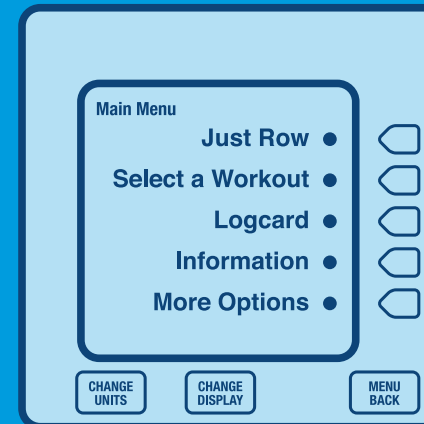 Main Menu
Just Row
Select a Workout
Logcard
Information
More Options
CHANGE
UNITS
CHANGE
DISPLAY
MENU
BACK